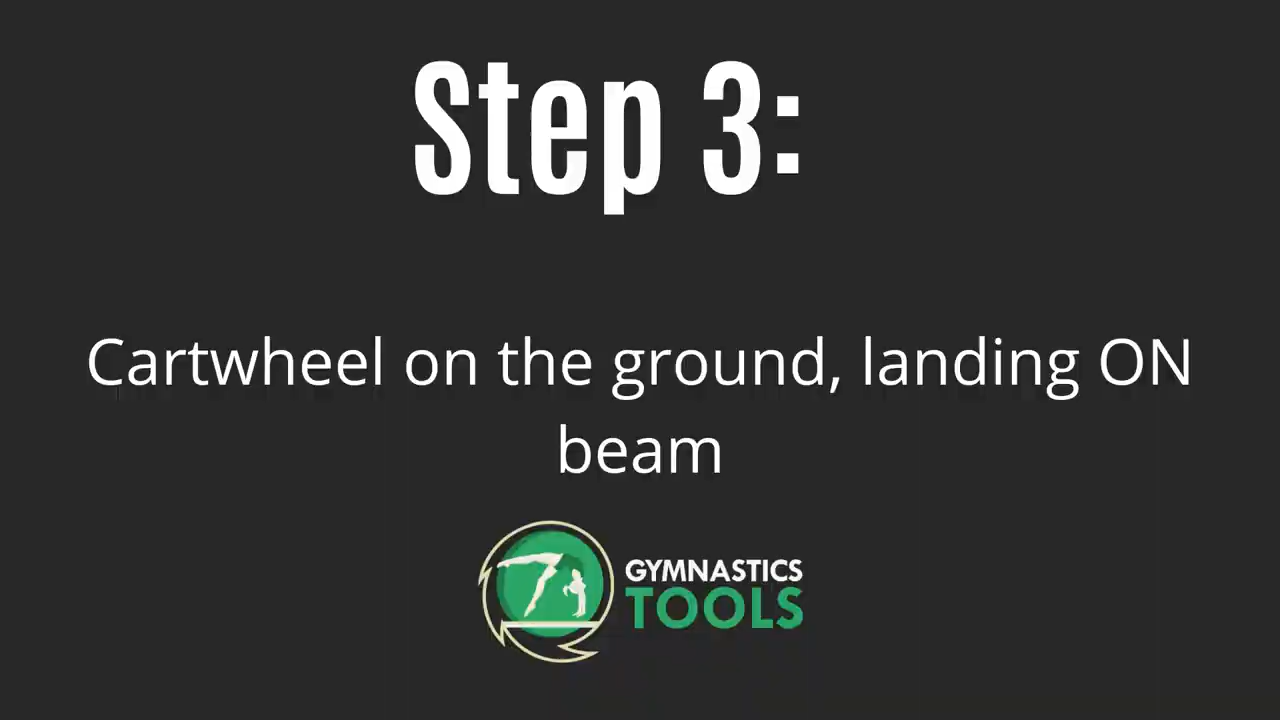 Step 3:
Cartwheel on the ground, landing ON
beam
GYMNASTICS
TOOLS